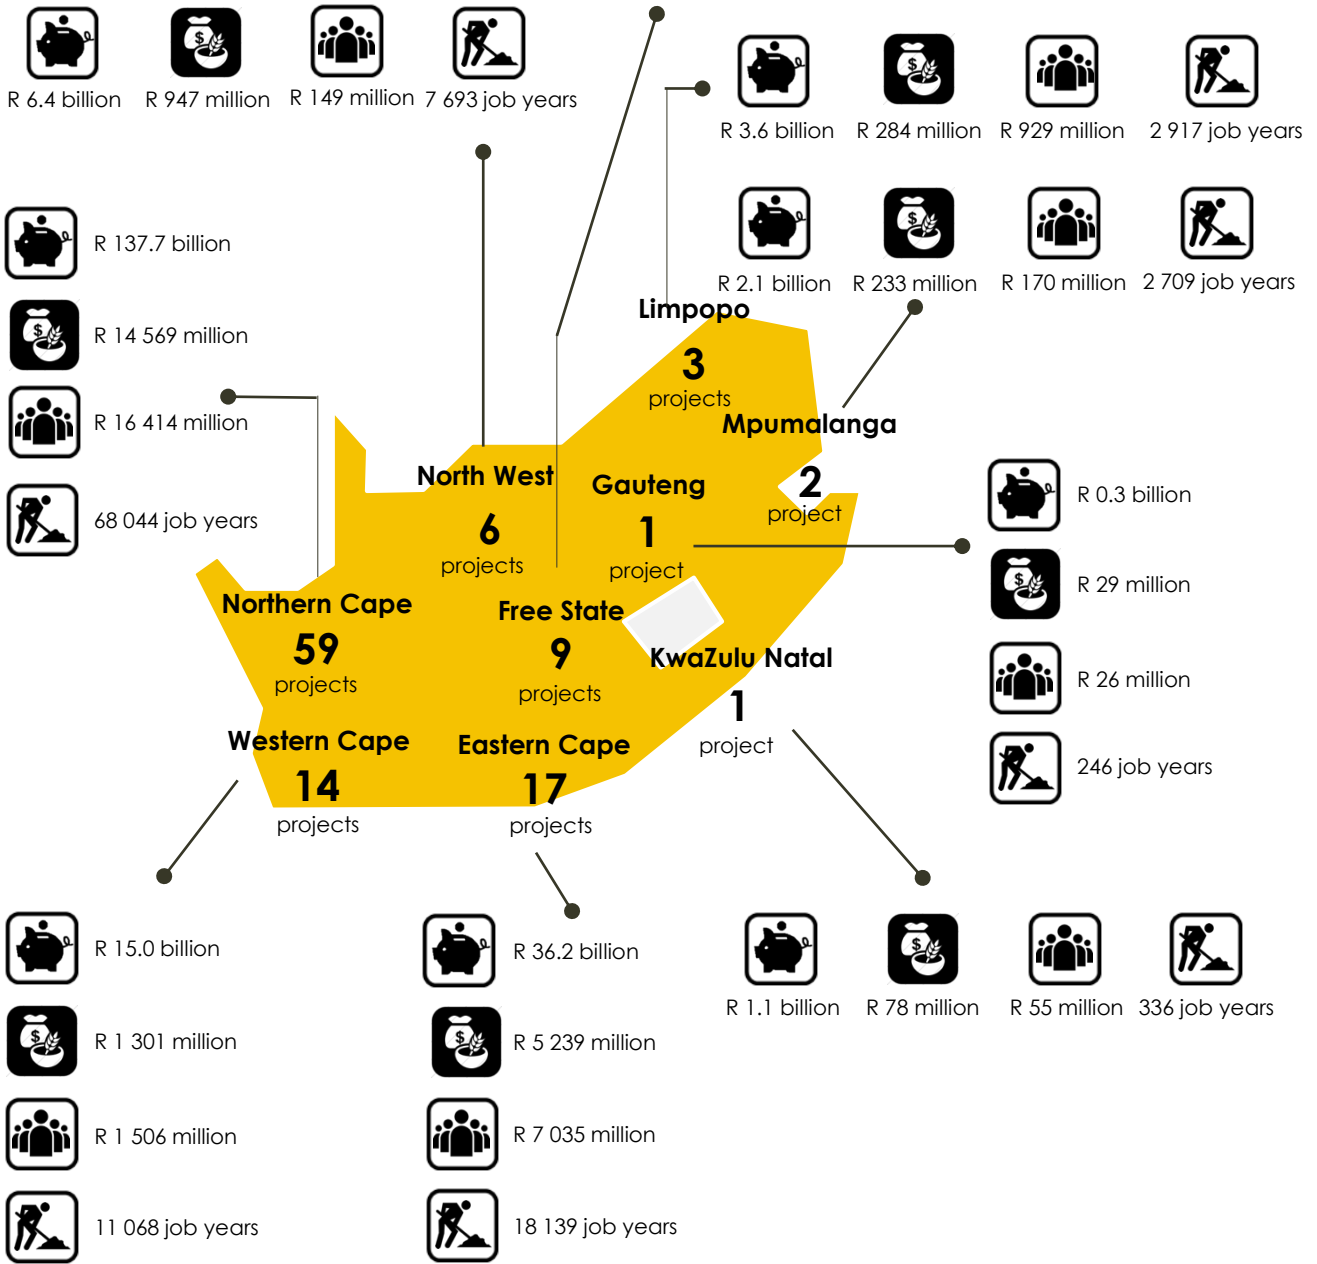 R 6.4 billion
R 947 million
R 149 million
7 693 job years
R 3.6 billion
R 284 million
R 929 million
2 917 job years
R 2.1 billion
R 233 million
R 170 million
2 709 job years
R 137.7 billion
R 14 569 million
R 16 414 million
68 044 job years
Limpopo
3
projects
Mpumalanga
2
project
North West
6
projects
Gauteng
1
project
R 0.3 billion
R 29 million
R 26 million
246 job years
Northern Cape
59
projects
Free State
9
projects
KwaZulu Natal
1
project
Western Cape
14
projects
Eastern Cape
17
projects
R 15.0 billion
R 1 301 million
R 1 506 million
11 068 job years
R 36.2 billion
R 5 239 million
R 7 035 million
18 139 job years
R 1.1 billion
R 78 million
R 55 million
336 job years